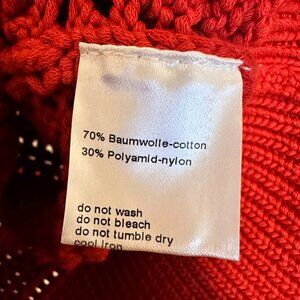 70% Baumwolle-cotton
30% Polyamid-nylon
do not wash
do not bleach
do not tumble dry
cool iron